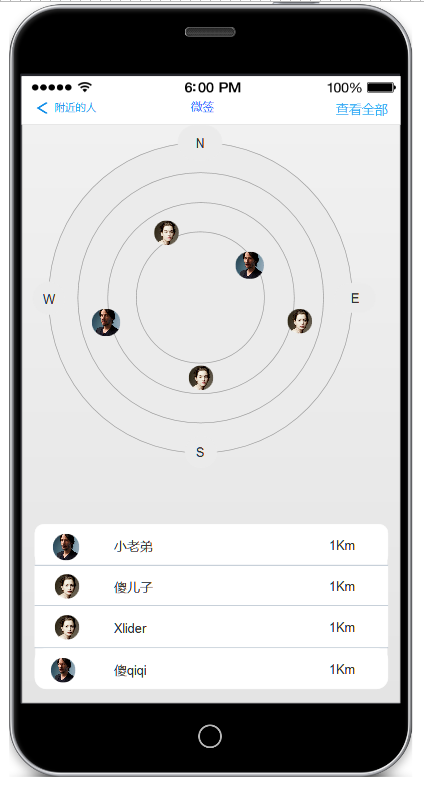 6:00 PM 100%
附近的人 微签 查看全部
N
W E
S
小老弟 1Km
傻儿子 1Km
Xlider 1Km
傻qiqi 1Km